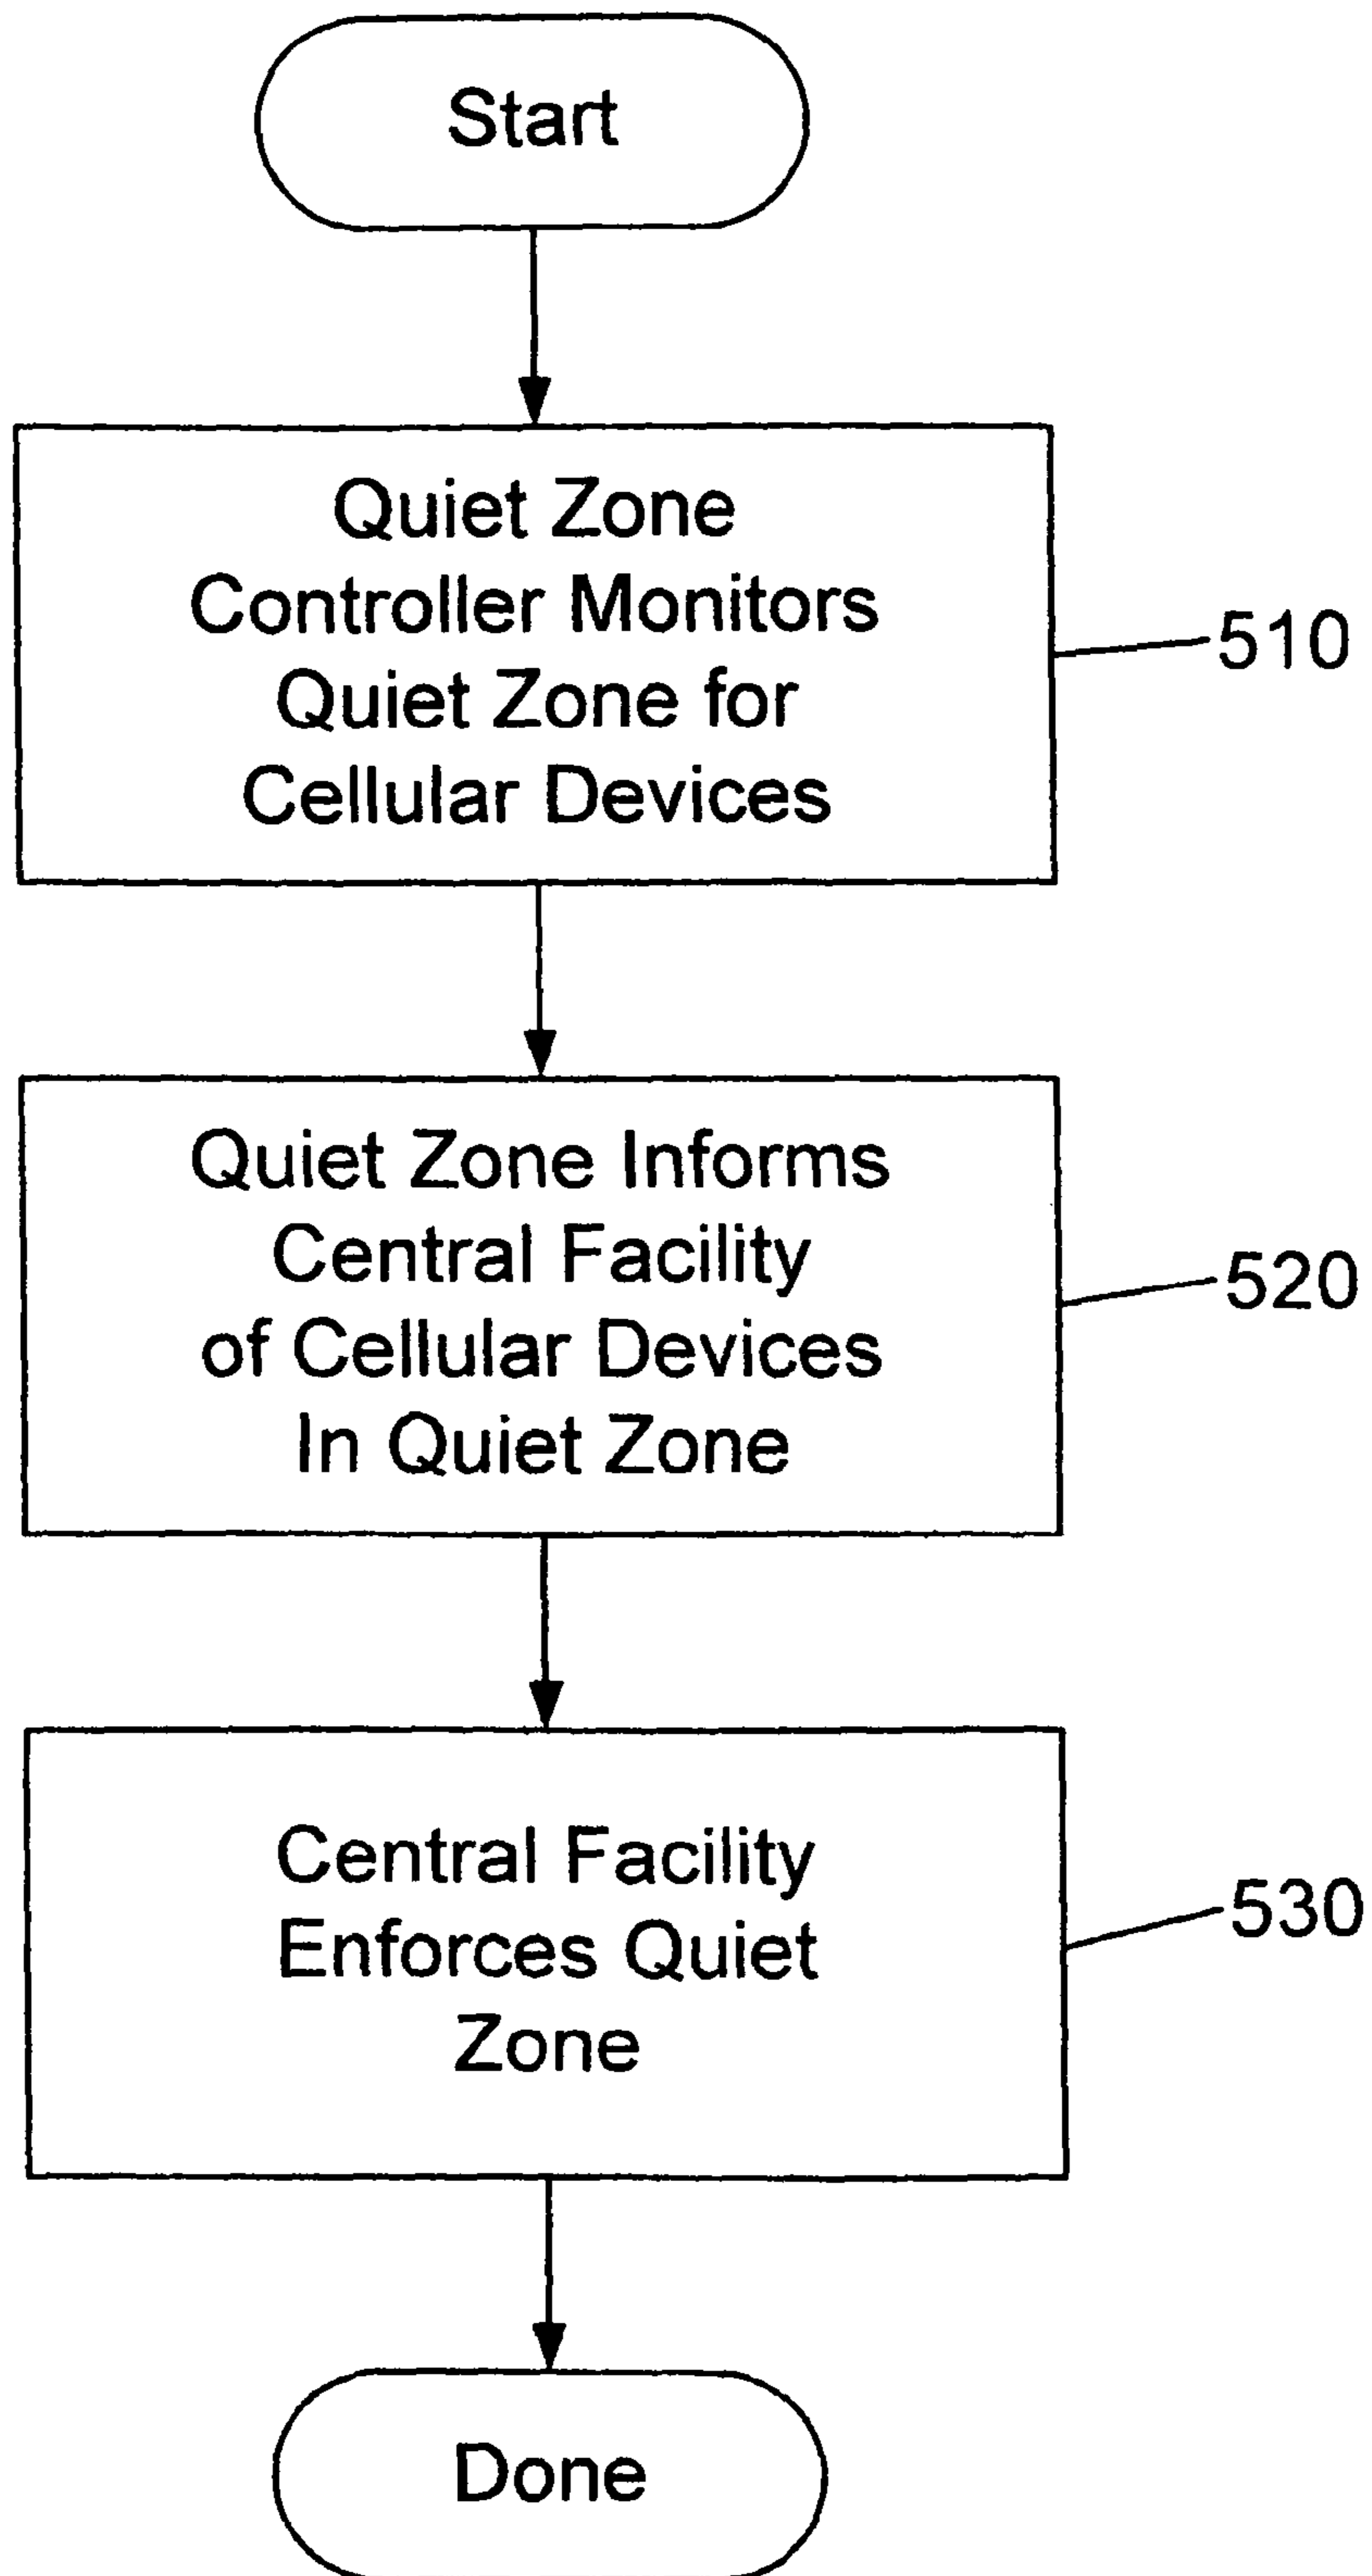 Start
Quiet Zone
Controller Monitors
Quiet Zone for
Cellular Devices
510
Quiet Zone Informs
Central Facility
of Cellular Devices
In Quiet Zone
520
Central Facility
Enforces Quiet
Zone
530
Done